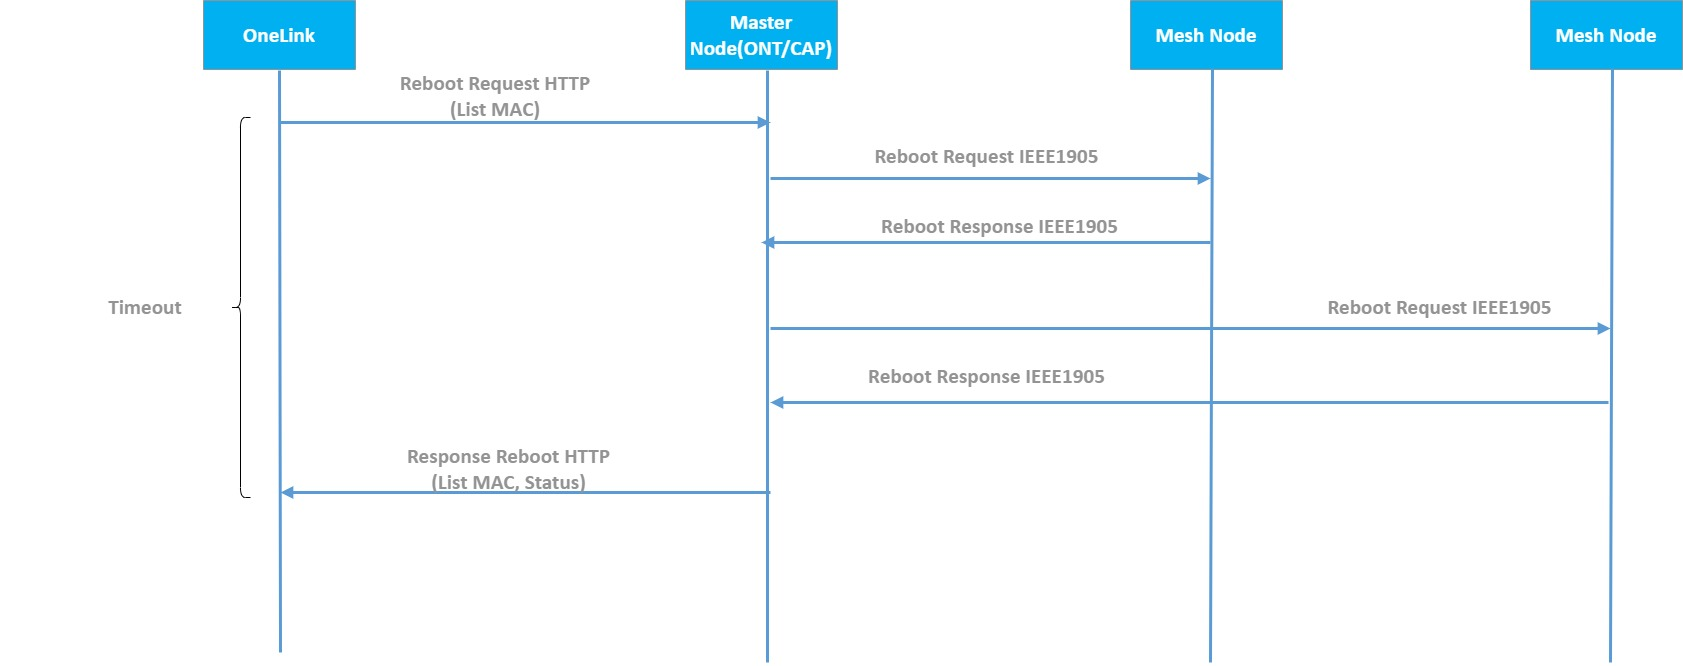 OneLink
Master
Node(ONT/CAP)
Mesh Node
Mesh Node
Reboot Request HTTP
(List MAC)
Reboot Request IEEE1905
Reboot Response IEEE1905
Timeout
Reboot Request IEEE1905
Reboot Response IEEE1905
Response Reboot HTTP
(List MAC, Status)